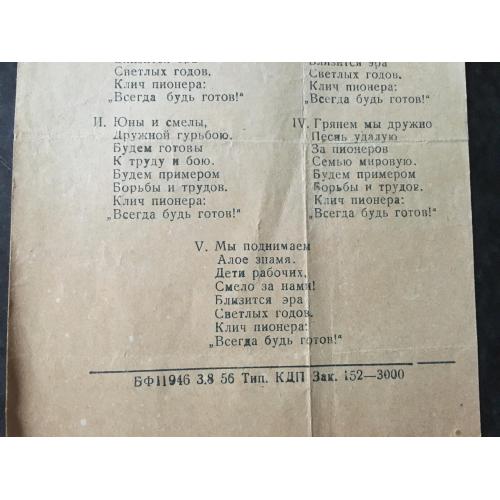 Близится эра
Светлых годов.
Клич пионера:
„Всегда будь готов!“
II. Юны и смелы,
Дружной гурьбою.
Будем готовы
К труду и бою.
Будем примером
Борьбы и трудов.
Клич пионера:
„Всегда будь готов!“
Близится эра
Светлых годов.
Клич пионера:
„Всегда будь готов!“
IV. Грянем мы дружно
Песнь удалую
За пионеров
Семью мировую.
Будем примером
Борьбы и трудов.
Клич пионера:
„Всегда будь готов!“
V. Мы поднимаем
Алое знамя.
Дети рабочих,
Смело за нами!
Близится эра
Светлых годов.
Клич пионера:
„Всегда будь готов!“
БФ11946 3.8 56 Тип. КДП Зак. 152—3000